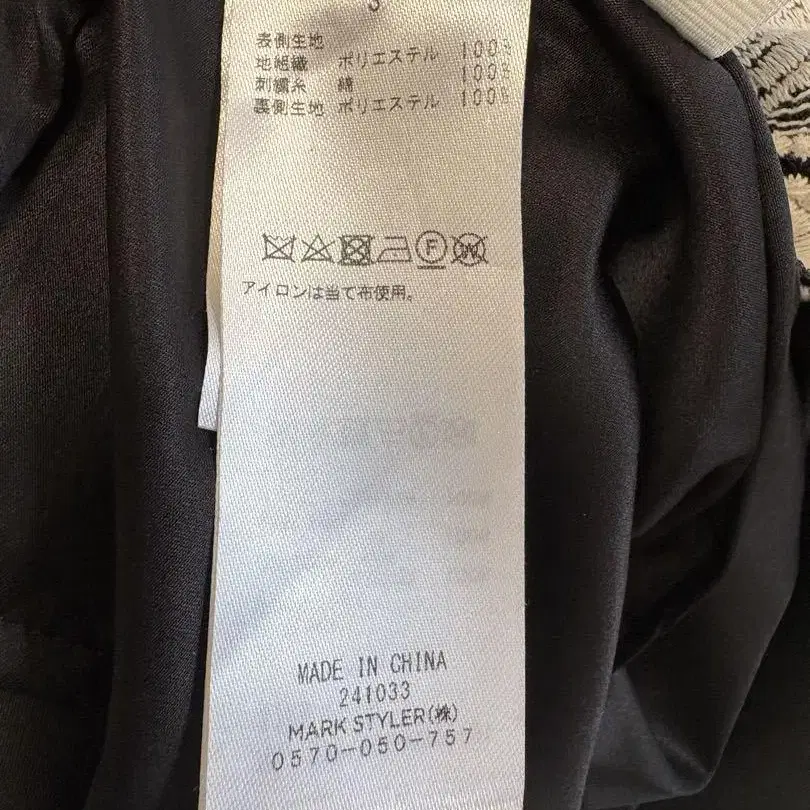 S
表側生地
地組織 ポリエステル 100%
刺繍糸 綿 100%
裏側生地 ポリエステル 100%
F W
アイロンは当て布使用。
MADE IN CHINA
241033
MARK STYLER(株)
0570-050-757